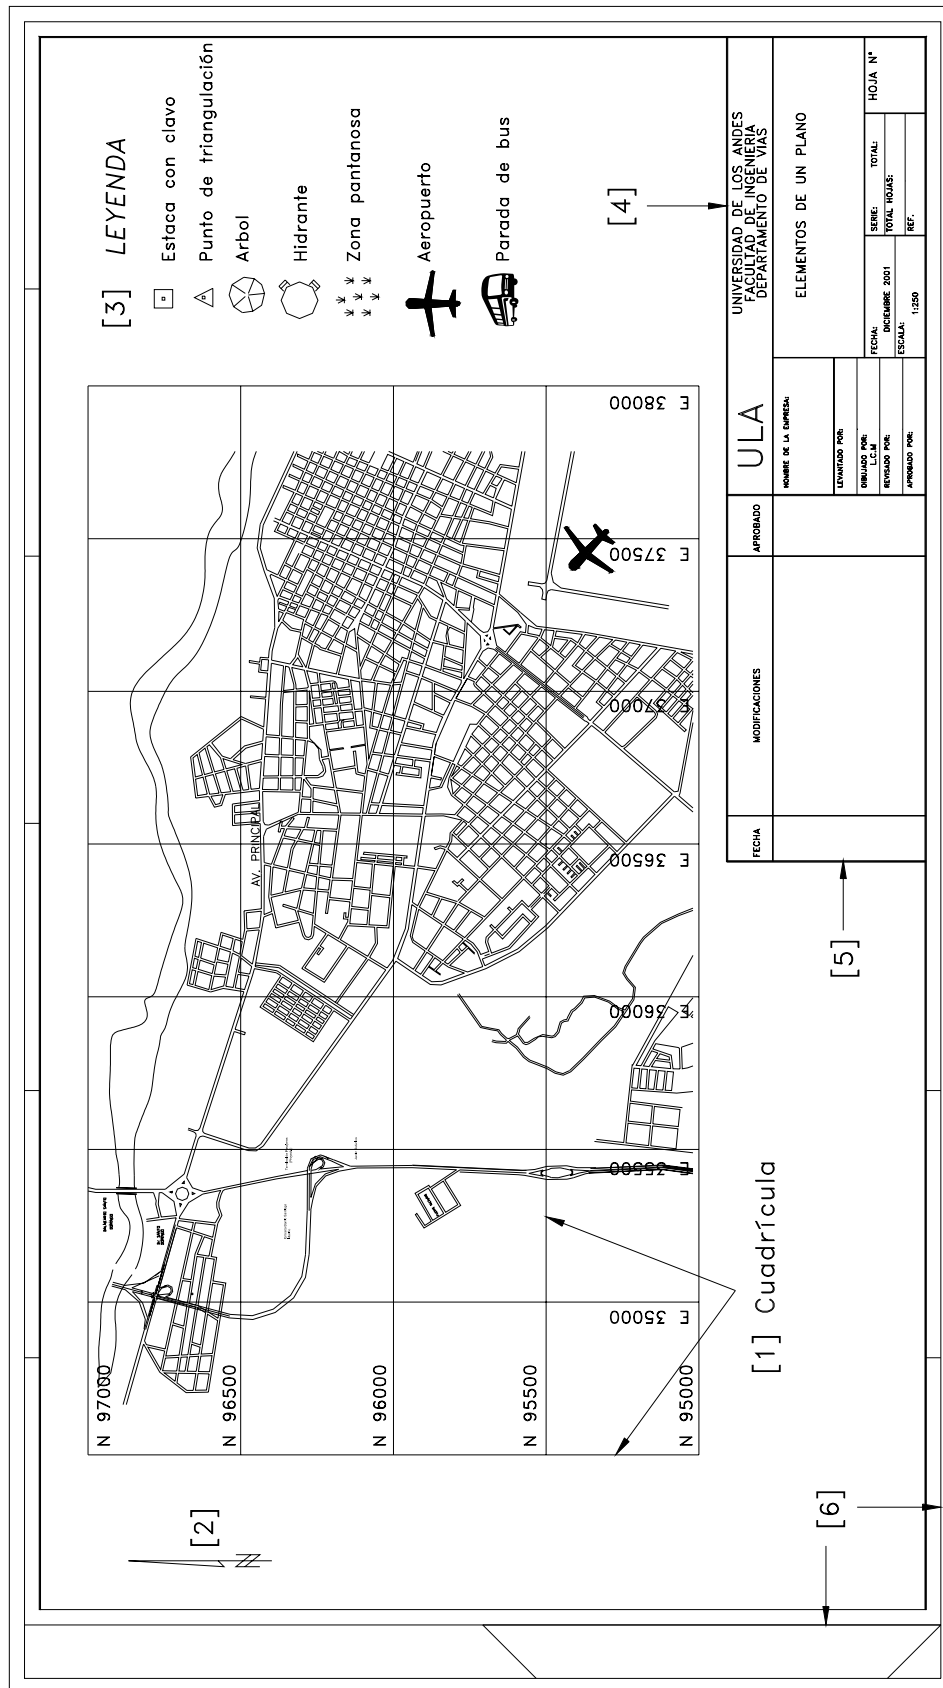 [3] LEYENDA
Estaca con clavo
Punto de triangulación
Arbol
Hidrante
Zona pantanosa
Aeropuerto
Parada de bus
[4]
N 97000
N 96500
N 96000
N 95500
N 95000
E 35000
E 35500
E 36000
E 36500
E 37000
E 37500
E 38000
AV. PRINCIPAL
[2]
N
[1] Cuadrícula
[5]
[6]
FECHA
MODIFICACIONES
APROBADO
ULA
UNIVERSIDAD DE LOS ANDES
FACULTAD DE INGENIERIA
DEPARTAMENTO DE VIAS
NOMBRE DE LA EMPRESA:
ELEMENTOS DE UN PLANO
LEVANTADO POR:
DIBUJADO POR:
L.C.M
REVISADO POR:
APROBADO POR:
FECHA:
DICIEMBRE 2001
ESCALA:
1:250
SERIE:
TOTAL:
TOTAL HOJAS:
REF.
HOJA Nº